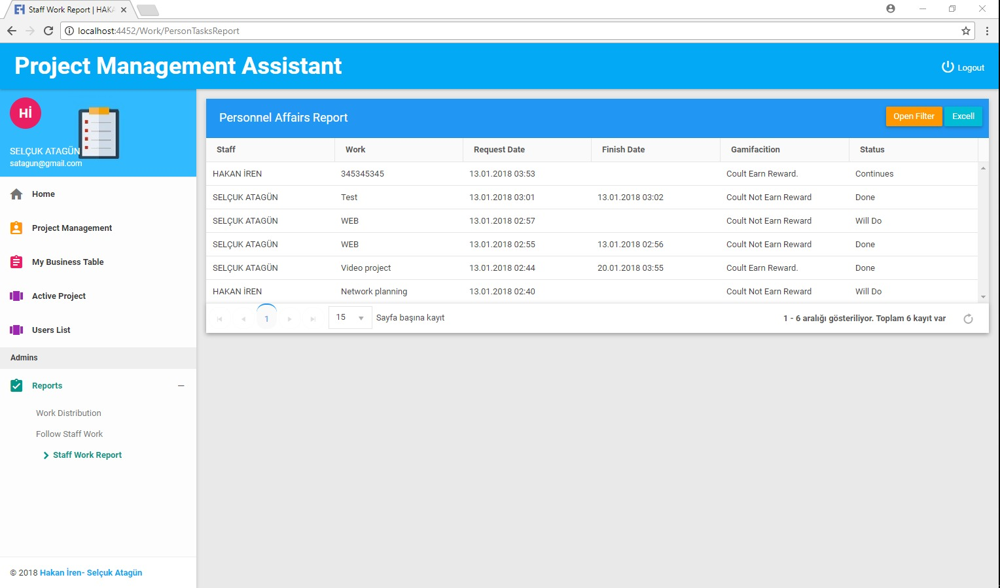 Staff Work Report | HAKA
localhost:4452/Work/PersonTasksReport
Project Management Assistant
Logout
Hİ
SELÇUK ATAGÜN
satagun@gmail.com
Home
Project Management
My Business Table
Active Project
Users List
Admins
Reports
Work Distribution
Follow Staff Work
Staff Work Report
© 2018 Hakan İren- Selçuk Atagün
Personnel Affairs Report
Open Filter Excell
Staff Work Request Date Finish Date Gamifacition Status
HAKAN İREN 345345345 13.01.2018 03:53 Coult Earn Reward. Continues
SELÇUK ATAGÜN Test 13.01.2018 03:01 13.01.2018 03:02 Coult Not Earn Reward Done
SELÇUK ATAGÜN WEB 13.01.2018 02:57 Coult Not Earn Reward Will Do
SELÇUK ATAGÜN WEB 13.01.2018 02:55 13.01.2018 02:56 Coult Not Earn Reward Done
SELÇUK ATAGÜN Video project 13.01.2018 02:44 20.01.2018 03:55 Coult Earn Reward. Done
HAKAN İREN Network planning 13.01.2018 02:40 Coult Not Earn Reward Will Do
1 15 Sayfa başına kayıt 1 - 6 aralığı gösteriliyor. Toplam 6 kayıt var